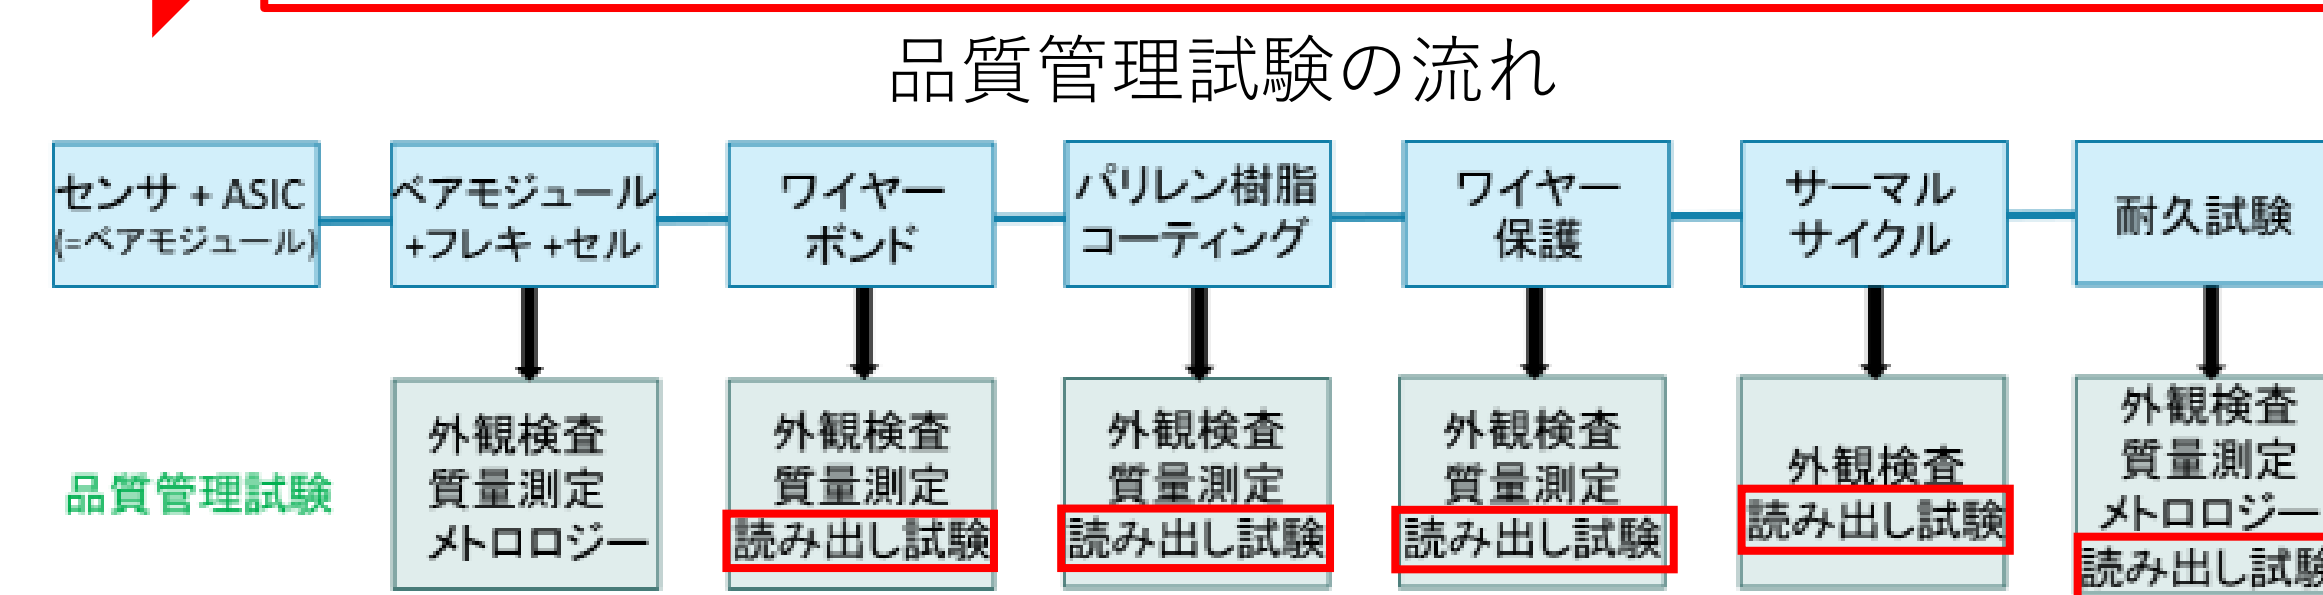 品質管理試験の流れ
センサ + ASIC
(=ベアモジュール)
ベアモジュール
+フレキ +セル
ワイヤー
ボンド
パリレン樹脂
コーティング
ワイヤー
保護
サーマル
サイクル
耐久試験
品質管理試験
外観検査
質量測定
メトロロジー
外観検査
質量測定
読み出し試験
外観検査
質量測定
読み出し試験
外観検査
質量測定
読み出し試験
外観検査
読み出し試験
外観検査
質量測定
メトロロジー
読み出し試験